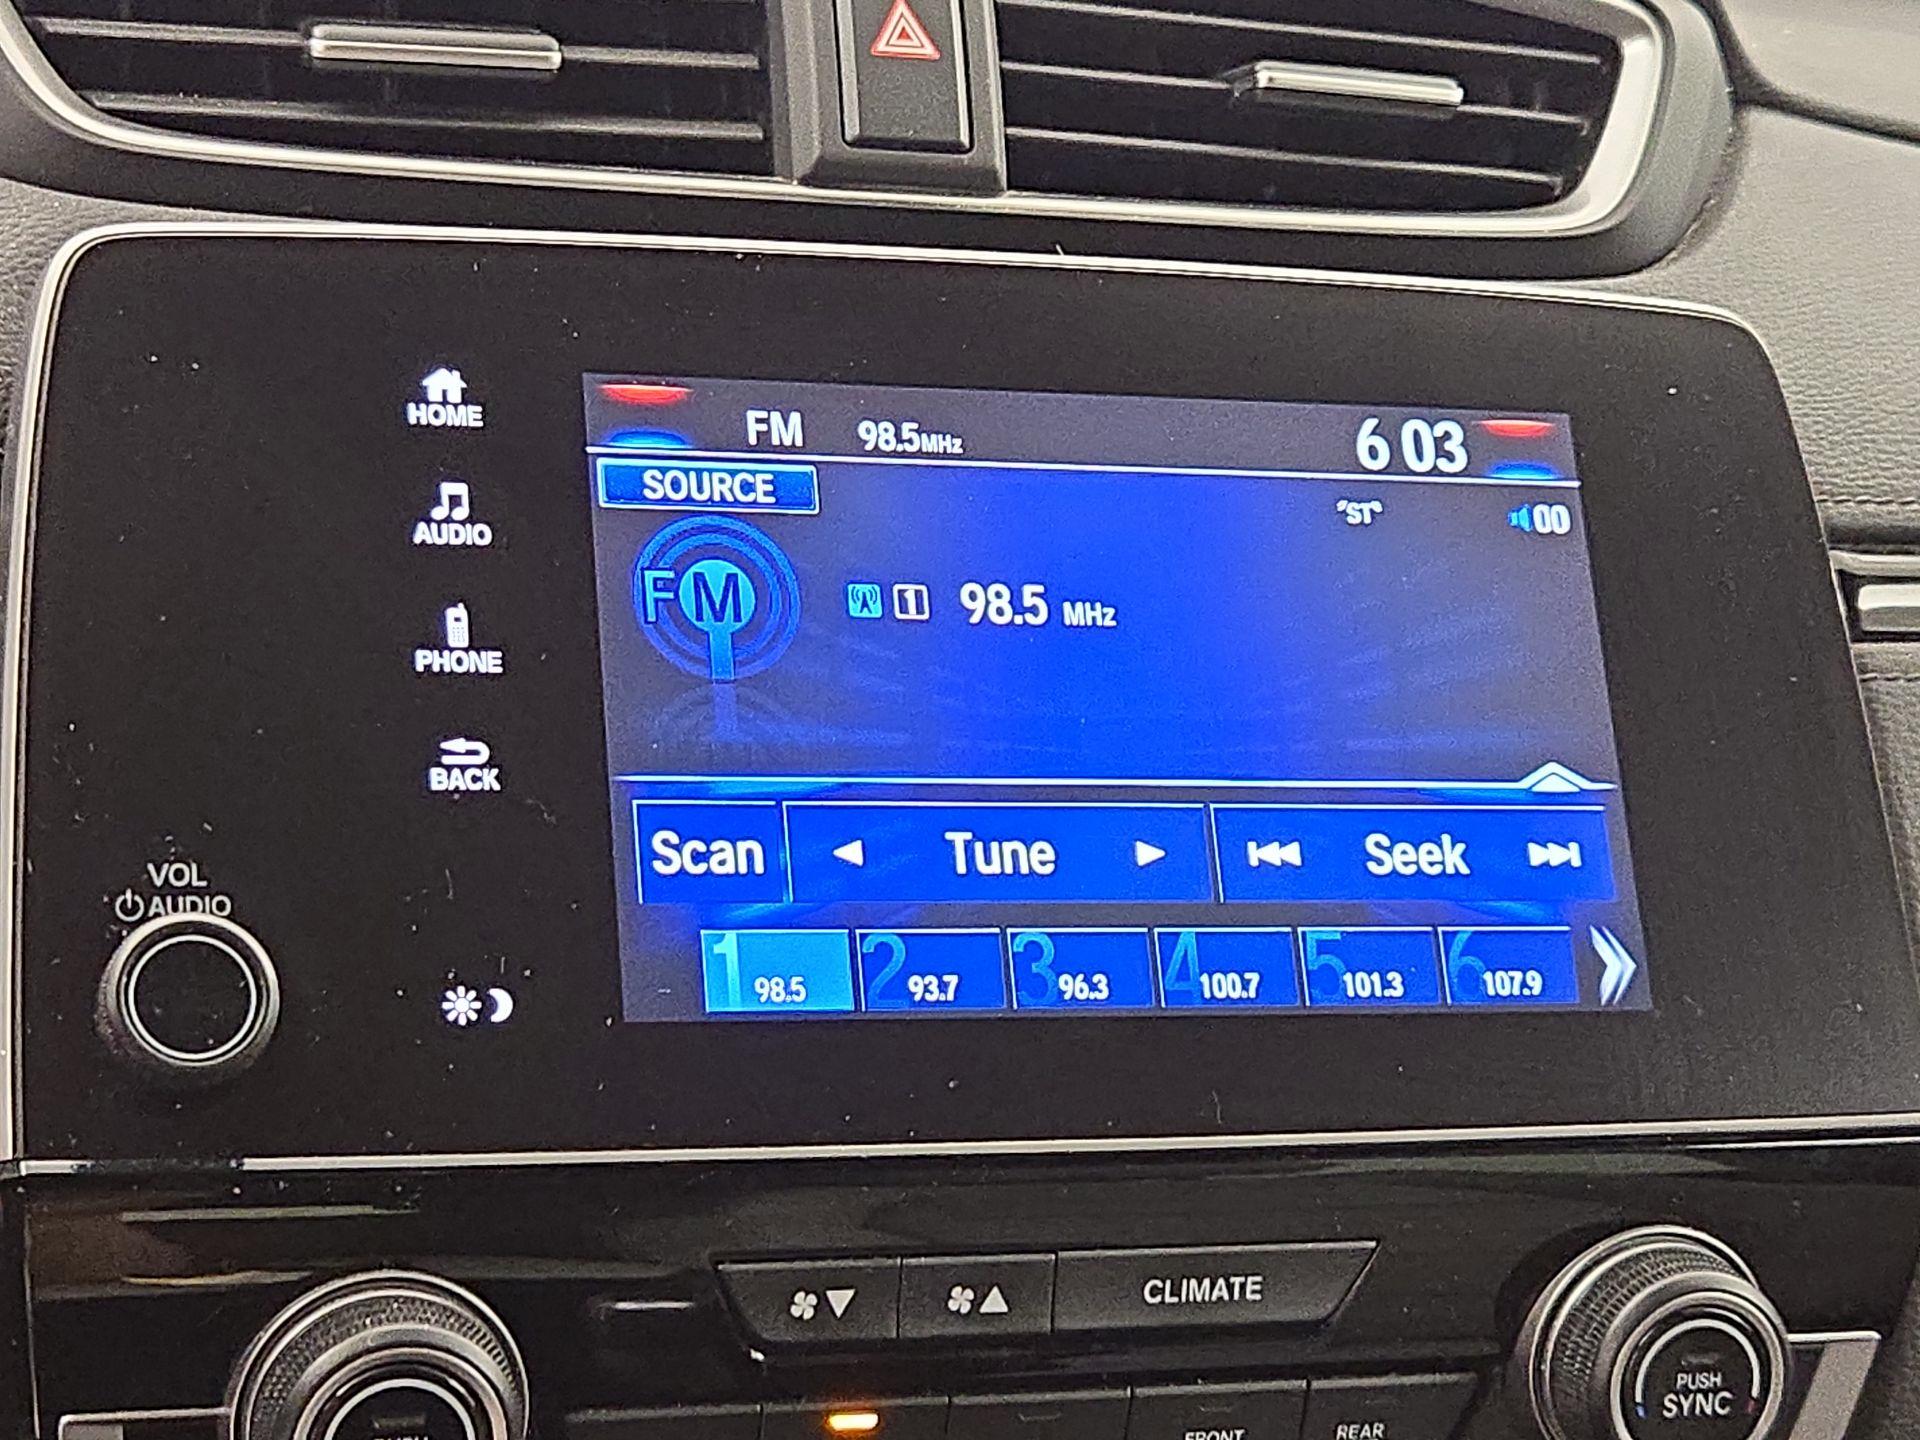 HOME
AUDIO
PHONE
BACK
VOL
AUDIO
FM 98.5MHz 6 03
SOURCE
"ST" 00
FM 1 98.5 MHz
Scan Tune Seek
1 98.5 2 93.7 3 96.3 4 100.7 5 101.3 6 107.9
CLIMATE
PUSH
SYNC
FRONT REAR